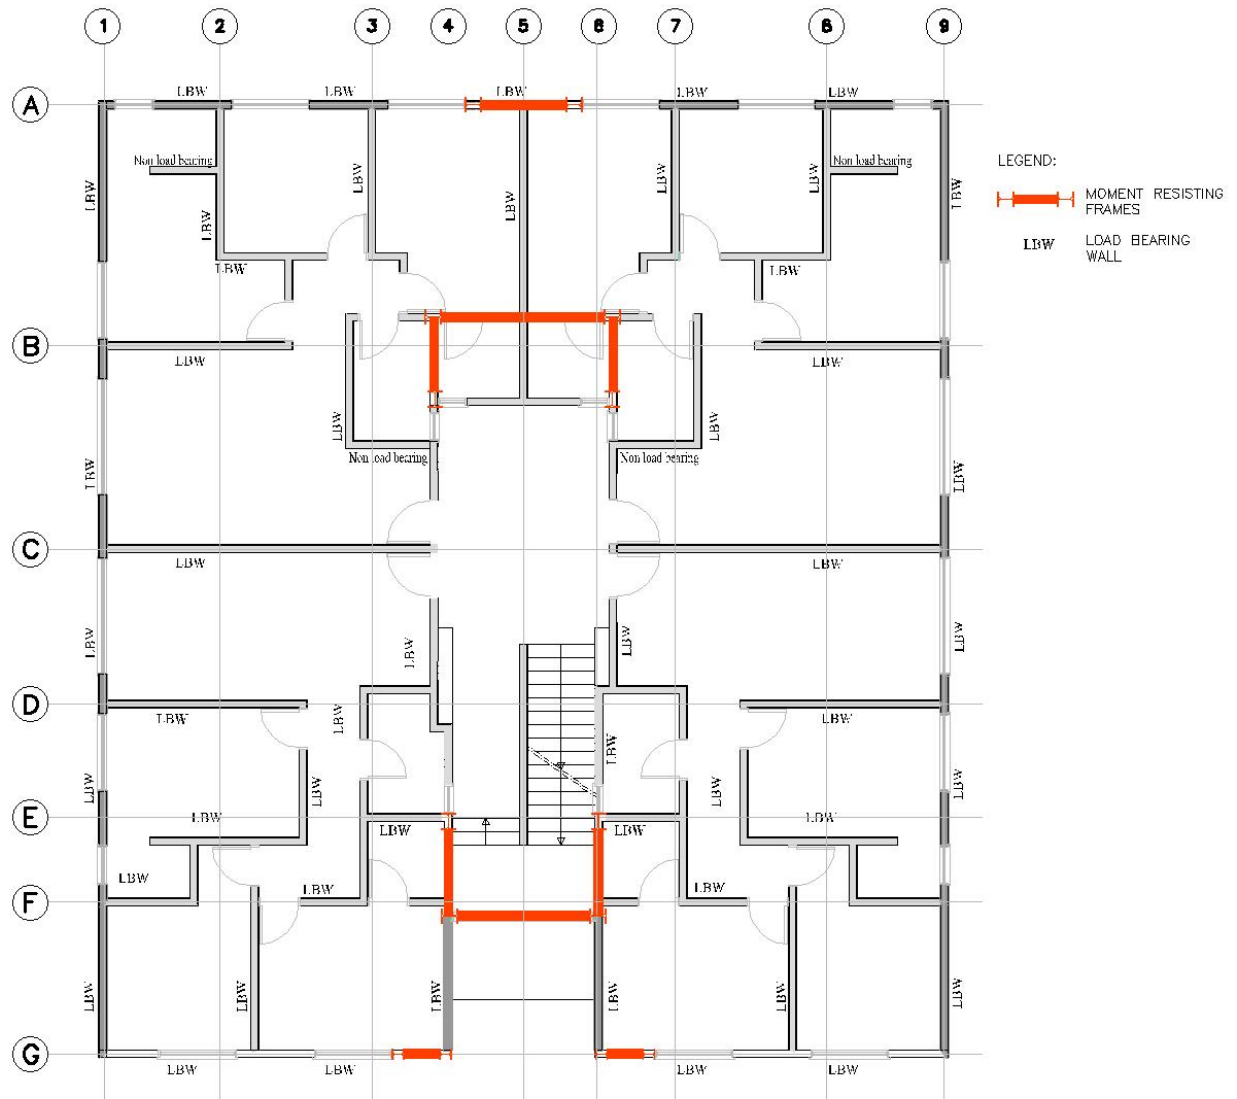 1 2 3 4 5 6 7 8 9
LBW LBW LBW LBW LBW
A
Non load bearing Non load bearing
LEGEND:
LBW LBW LBW LBW LBW
MOMENT RESISTING
FRAMES
LBW LBW
LBW LOAD BEARING
WALL
LBW LBW
B
LBW LBW
LBW LBW
Non load bearing Non load bearing
LBW LBW
C
LBW LBW
LBW LBW LBW LBW
D
LBW LBW
LBW LBW
LBW LBW LBW LBW
E
LBW LBW
LBW LBW
LBW
LBW LBW
F
LBW LBW LBW LBW LBW LBW
G
LBW LBW LBW LBW